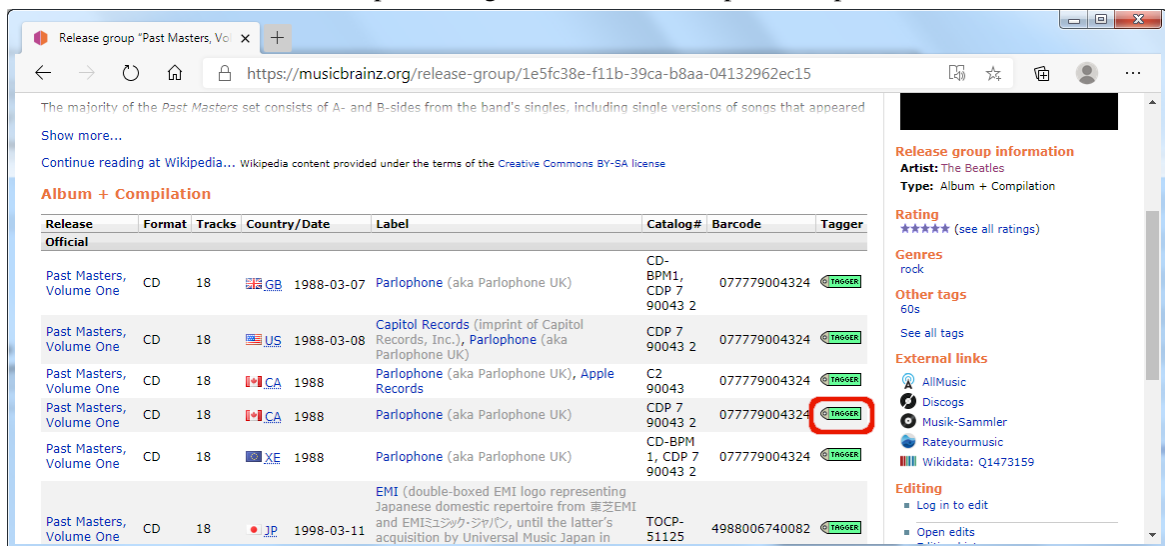 Release group “Past Masters, Vol
https://musicbrainz.org/release-group/1e5fc38e-f11b-39ca-b8aa-04132962ec15
The majority of the Past Masters set consists of A- and B-sides from the band's singles, including single versions of songs that appeared
Show more...
Continue reading at Wikipedia... Wikipedia content provided under the terms of the Creative Commons BY-SA license
Album + Compilation
Release Format Tracks Country/Date Label Catalog# Barcode Tagger
Official
Past Masters, Volume One CD 18 GB 1988-03-07 Parlophone (aka Parlophone UK) CD-BPM1, CDP 7 90043 2 077779004324 TAGGER
Past Masters, Volume One CD 18 US 1988-03-08 Capitol Records (imprint of Capitol Records, Inc.), Parlophone (aka Parlophone UK) CDP 7 90043 2 077779004324 TAGGER
Past Masters, Volume One CD 18 CA 1988 Parlophone (aka Parlophone UK), Apple Records C2 90043 077779004324 TAGGER
Past Masters, Volume One CD 18 CA 1988 Parlophone (aka Parlophone UK) CDP 7 90043 2 077779004324 TAGGER
Past Masters, Volume One CD 18 XE 1988 Parlophone (aka Parlophone UK) CD-BPM 1, CDP 7 90043 2 077779004324 TAGGER
Past Masters, Volume One CD 18 JP 1998-03-11 EMI (double-boxed EMI logo representing Japanese domestic repertoire from 東芝EMI and EMIミュージック・ジャパン, until the latter's acquisition by Universal Music Japan in TOCP-51125 4988006740082 TAGGER
Release group information
Artist: The Beatles
Type: Album + Compilation
Rating
(see all ratings)
Genres
rock
Other tags
60s
See all tags
External links
AllMusic
Discogs
Musik-Sammler
Rateyourmusic
Wikidata: Q1473159
Editing
Log in to edit
Open edits